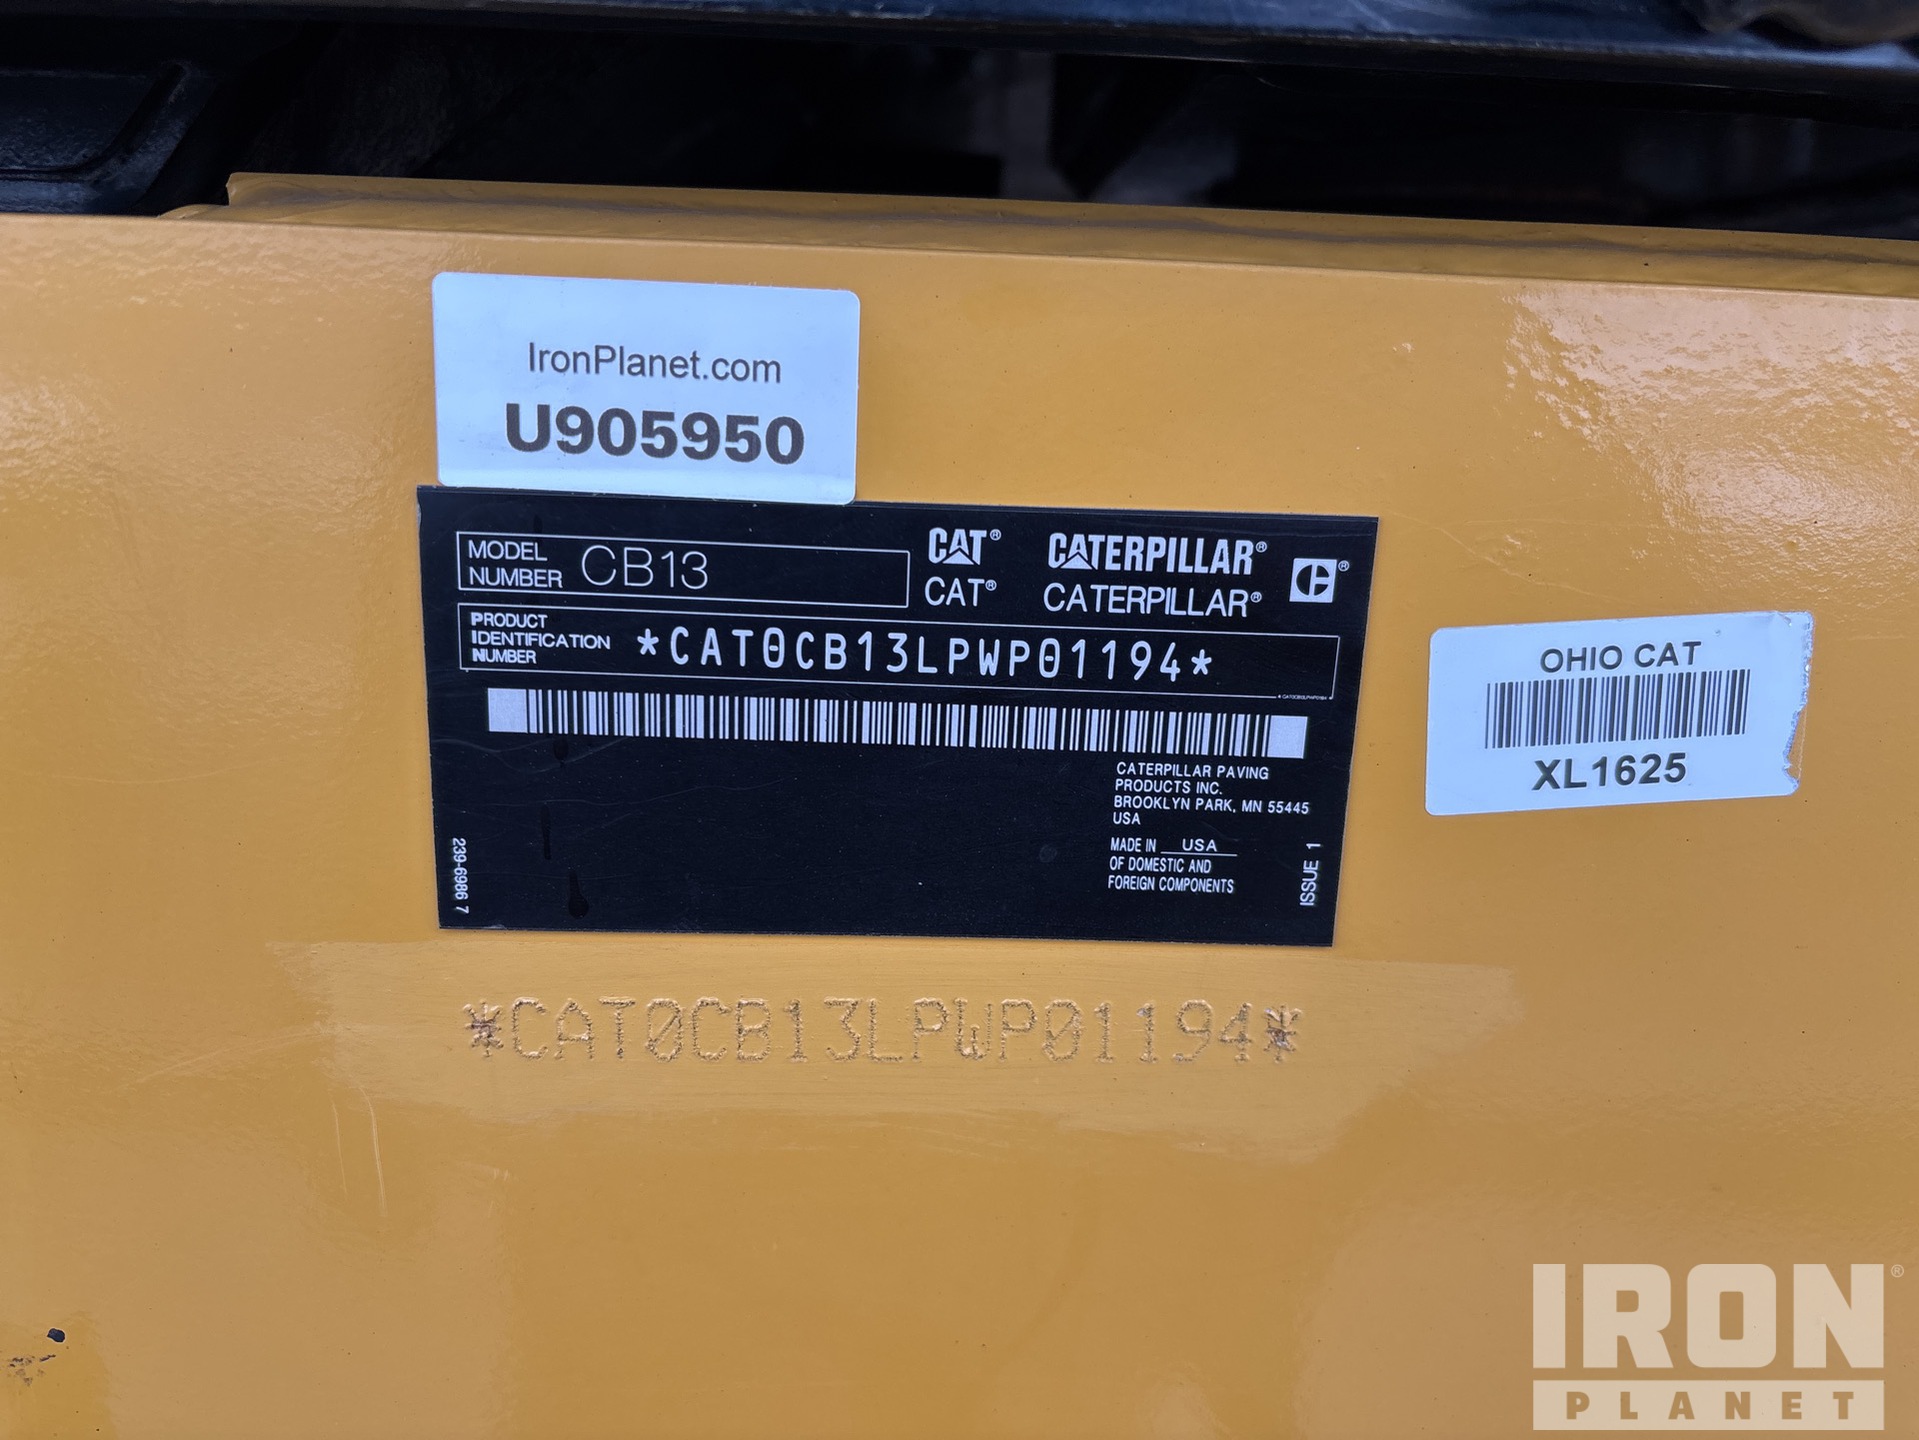 IronPlanet.com
U905950
MODEL
NUMBER
CB13
CAT®
CAT®
CATERPILLAR®
CATERPILLAR®
®
PRODUCT
IDENTIFICATION
NUMBER
*CAT0CB13LPWP01194*
*CAT0CB13LPWP01194*
CATERPILLAR PAVING
PRODUCTS INC.
BROOKLYN PARK, MN 55445
USA
MADE IN USA
OF DOMESTIC AND
FOREIGN COMPONENTS
239-6986 7
ISSUE 1
OHIO CAT
XL1625
*CAT0CB13LPWP01194*
IRON®
PLANET